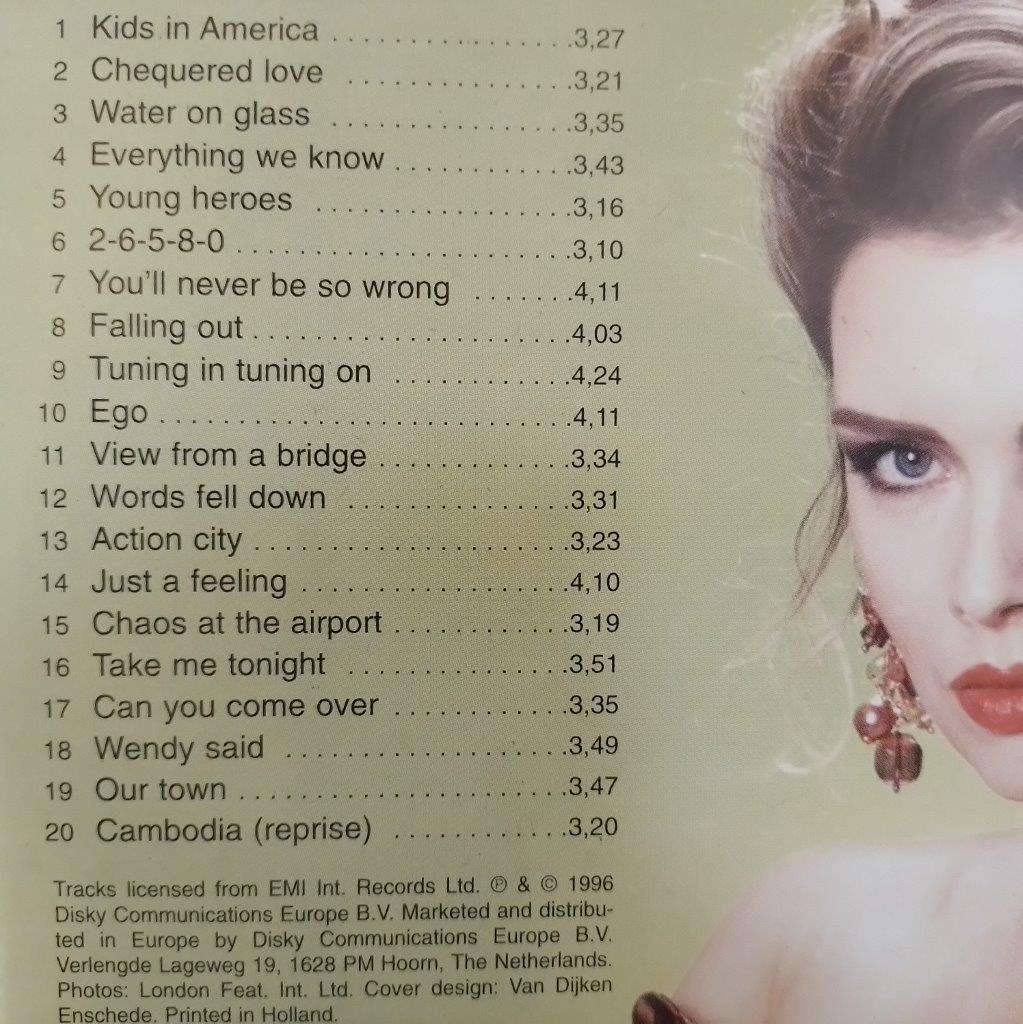 1 Kids in America ................3,27
2 Chequered love ...............3,21
3 Water on glass ................3,35
4 Everything we know ............3,43
5 Young heroes .................3,16
6 2-6-5-8-0 ......................3,10
7 You'll never be so wrong .......4,11
8 Falling out .....................4,03
9 Tuning in tuning on ............4,24
10 Ego ...........................4,11
11 View from a bridge .............3,34
12 Words fell down ...............3,31
13 Action city .....................3,23
14 Just a feeling ..................4,10
15 Chaos at the airport ............3,19
16 Take me tonight ...............3,51
17 Can you come over ............3,35
18 Wendy said ...................3,49
19 Our town ......................3,47
20 Cambodia (reprise) ............3,20
Tracks licensed from EMI Int. Records Ltd. ℗ & © 1996
Disky Communications Europe B.V. Marketed and distribu-
ted in Europe by Disky Communications Europe B.V.
Verlengde Lageweg 19, 1628 PM Hoorn, The Netherlands.
Photos: London Feat. Int. Ltd. Cover design: Van Dijken
Enschede. Printed in Holland.